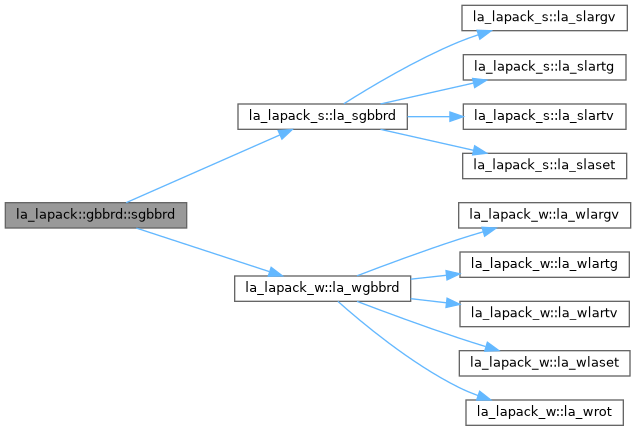 la_lapack::gbbrd::sgbbrd
la_lapack_s::la_sgbbrd
la_lapack_s::la_slargv
la_lapack_s::la_slartg
la_lapack_s::la_slartv
la_lapack_s::la_slaset
la_lapack_w::la_wgbbrd
la_lapack_w::la_wlargv
la_lapack_w::la_wlartg
la_lapack_w::la_wlartv
la_lapack_w::la_wlaset
la_lapack_w::la_wrot